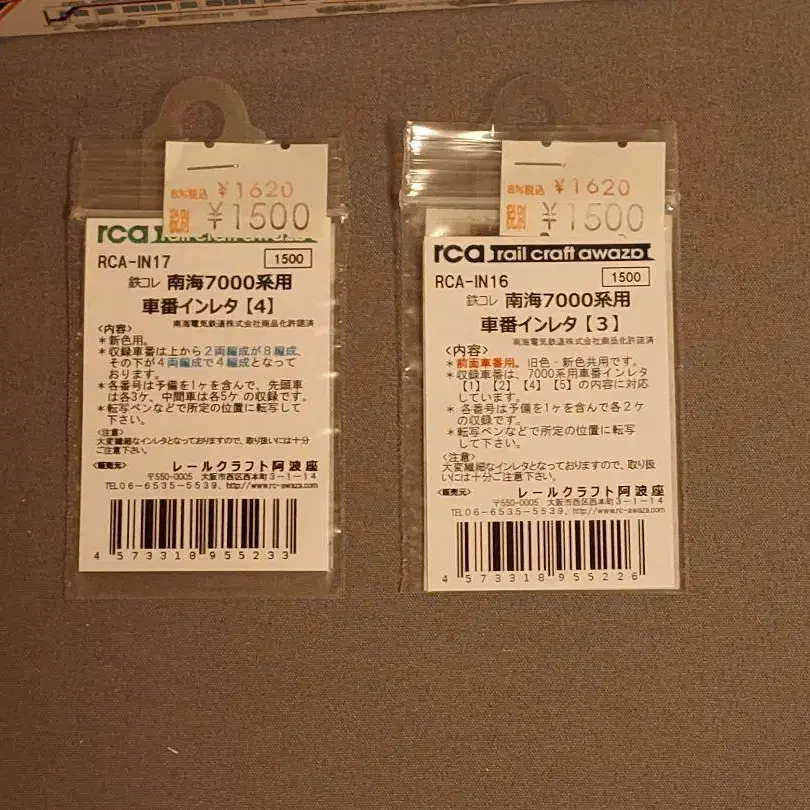 8%税込 ¥1620
税別 ¥1500
rca rail craft awaza
RCA-IN17 1500
鉄コレ 南海7000系用
車番インレタ【4】
南海電気鉄道株式会社商品化許諾済
<内容>
*新色用。
*収録車番は上から2両編成が8編成、
その下が4両編成で4編成となって
おります。
*各番号は予備を1ヶを含んで、先頭車
は各3ケ、中間車は各5ケ の収録です。
*転写ペンなどで所定の位置に転写して
下さい。
<注意>
大変繊細なインレタとなっておりますので、取り扱いには十分
ご注意下さい。
<販売元> レールクラフト阿波座
〒550-0005 大阪市西区西本町3-1-14
TEL06-6535-5539、http://www.rc-awaza.com
4 573318 955233
8%税込 ¥1620
税別 ¥1500
rca rail craft awaza
RCA-IN16 1500
鉄コレ 南海7000系用
車番インレタ【3】
南海電気鉄道株式会社商品化許諾済
<内容>
*前面車番用。旧色・新色共用です。
*収録車番は、7000系用車番インレタ
【1】【2】【4】【5】の内容に対応
しています。
* 各番号は予備を1ヶを含んで各2ケ
の収録です。
*転写ペンなどで所定の位置に転写
して下さい。
<注意>
大変繊細なインレタとなっておりますので、取り扱
いには十分ご注意下さい。
<販売元> レールクラフト阿波座
〒550-0005 大阪市西区西本町3-1-14
TEL06-6535-5539、http://www.rc-awaza.com
4 573318 955226